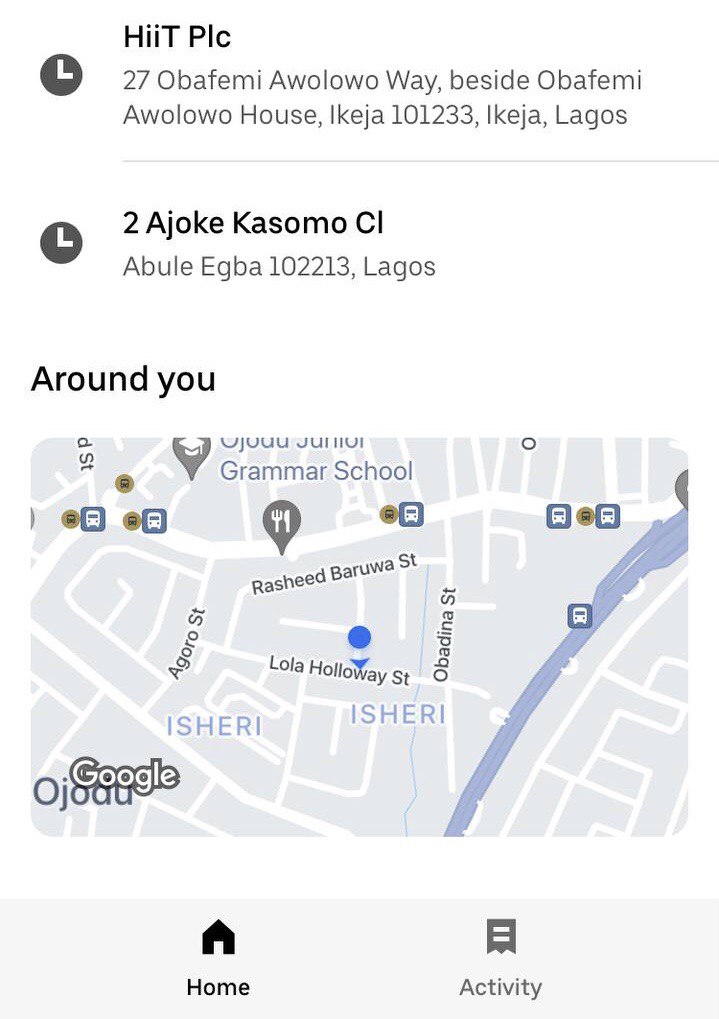 HiiT Plc
27 Obafemi Awolowo Way, beside Obafemi
Awolowo House, Ikeja 101233, Ikeja, Lagos
2 Ajoke Kasomo Cl
Abule Egba 102213, Lagos
Around you
d St
Ojodu Junior
Grammar School
O
Rasheed Baruwa St
Agoro St
Obadina St
Lola Holloway St
ISHERI
ISHERI
Google
Ojodu
Home
Activity